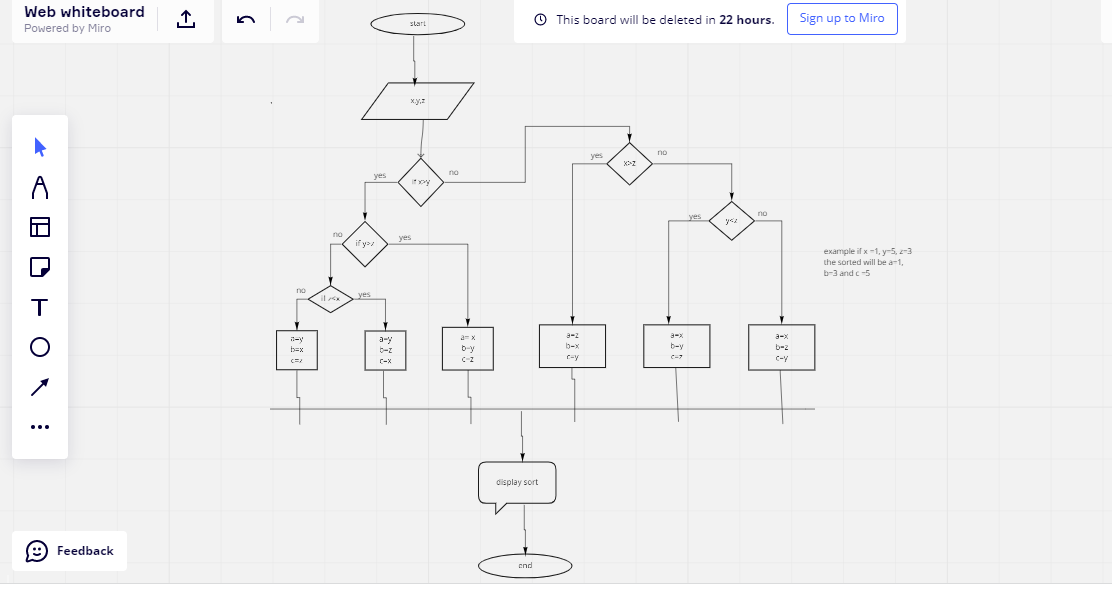 Web whiteboard
Powered by Miro
This board will be deleted in 22 hours.
Sign up to Miro
start
x,y,z
if x>y
yes
no
x>z
yes
no
y<z
yes
no
if y>z
no
yes
if z<x
no
yes
example if x =1, y=5, z=3
the sorted will be a=1,
b=3 and c =5
a=y
b=x
c=z
a=y
b=z
c=x
a= x
b=y
c=z
a=z
b=x
c=y
a=x
b=y
c=z
a=x
b=z
c=y
display sort
end
T
Feedback